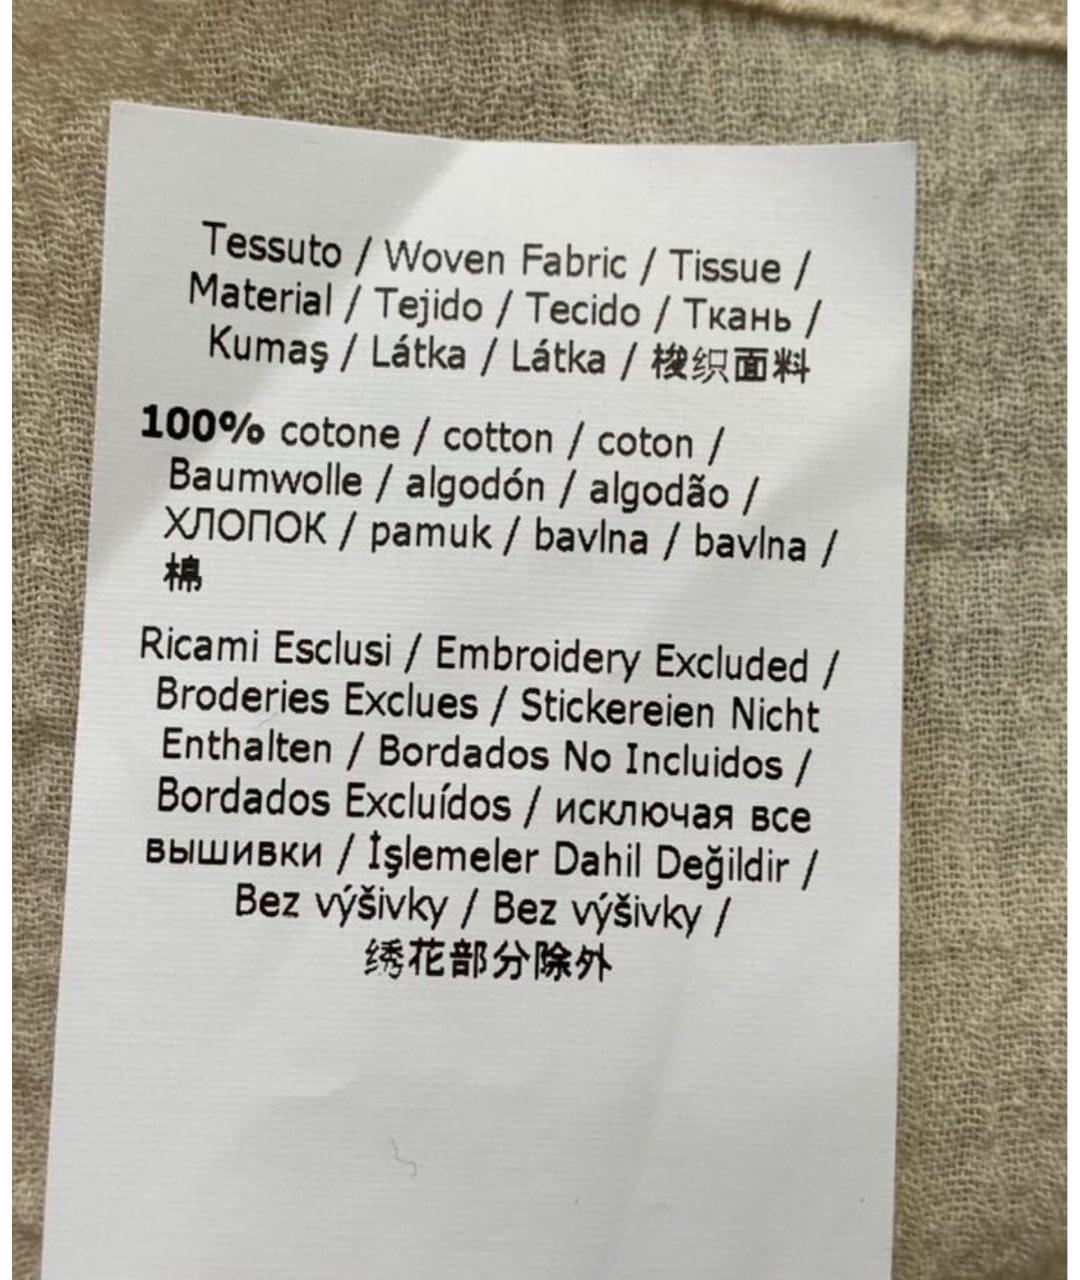 Tessuto / Woven Fabric / Tissue /
Material / Tejido / Tecido / Ткань /
Kumaş / Látka / Látka / 梭织面料
100% cotone / cotton / coton /
Baumwolle / algodón / algodão /
ХЛОПОК / pamuk / bavlna / bavlna /
棉
Ricami Esclusi / Embroidery Excluded /
Broderies Exclues / Stickereien Nicht
Enthalten / Bordados No Incluidos /
Bordados Excluídos / исключая все
вышивки / İşlemeler Dahil Değildir /
Bez výšivky / Bez výšivky /
绣花部分除外